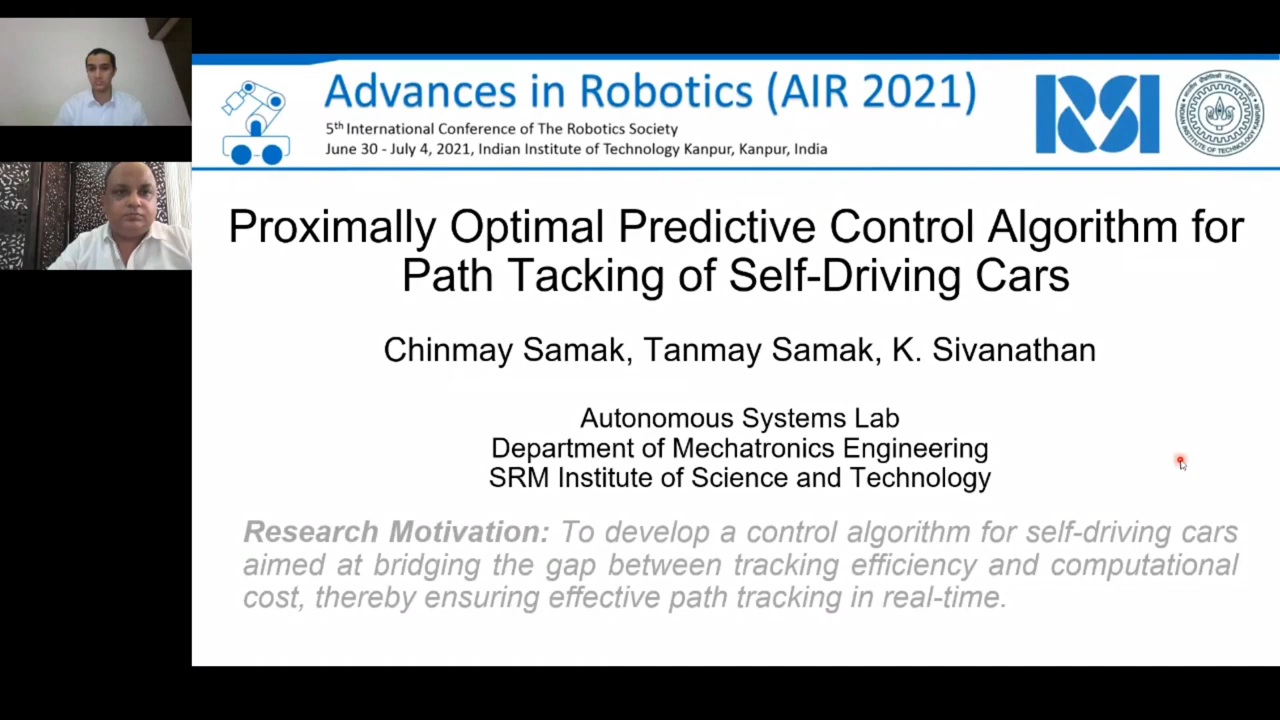 Advances in Robotics (AIR 2021)
5th International Conference of The Robotics Society
June 30 - July 4, 2021, Indian Institute of Technology Kanpur, Kanpur, India
Proximally Optimal Predictive Control Algorithm for
Path Tacking of Self-Driving Cars
Chinmay Samak, Tanmay Samak, K. Sivanathan
Autonomous Systems Lab
Department of Mechatronics Engineering
SRM Institute of Science and Technology
Research Motivation: To develop a control algorithm for self-driving cars
aimed at bridging the gap between tracking efficiency and computational
cost, thereby ensuring effective path tracking in real-time.